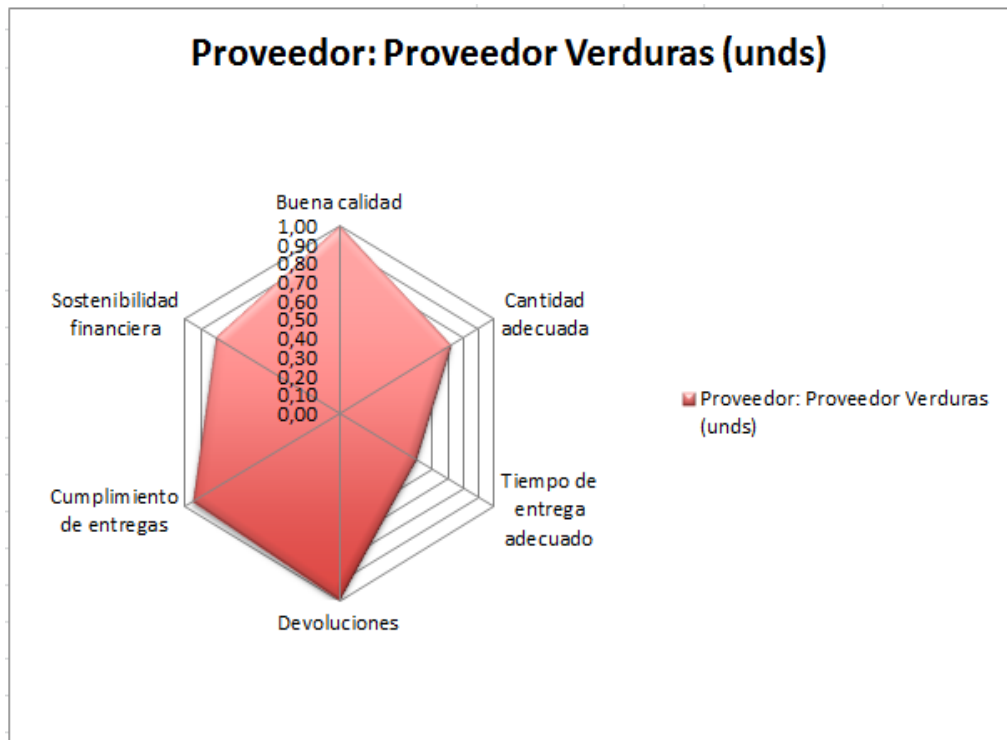 Proveedor: Proveedor Verduras (unds)
Buena calidad
1,00
0,90
0,80
0,70
0,60
0,50
0,40
0,30
0,20
0,10
0,00
Cantidad
adecuada
Tiempo de
entrega
adecuado
Devoluciones
Cumplimiento
de entregas
Sostenibilidad
financiera
Proveedor: Proveedor Verduras
(unds)